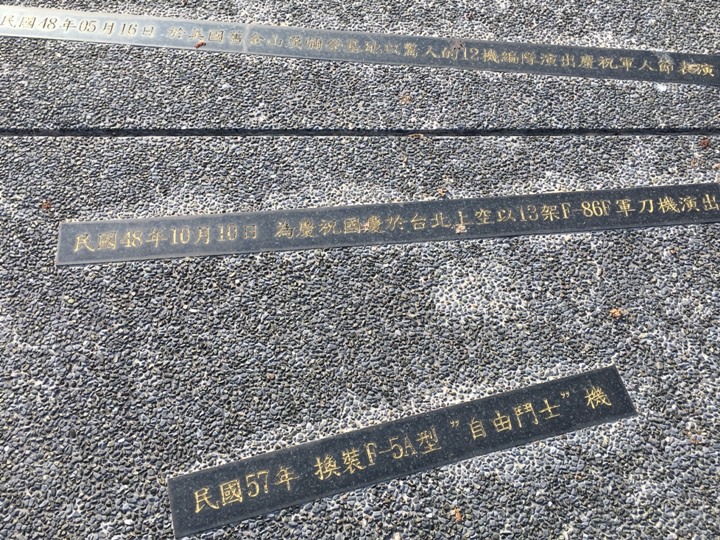 民國48年05月16日 於美國舊金山漢彌爾基地以驚人的12機編隊演出慶祝軍人節表演
民國48年10月10日 為慶祝國慶於台北上空以13架F-86F軍刀機演出
民國57年 換裝F-5A型"自由鬥士"機